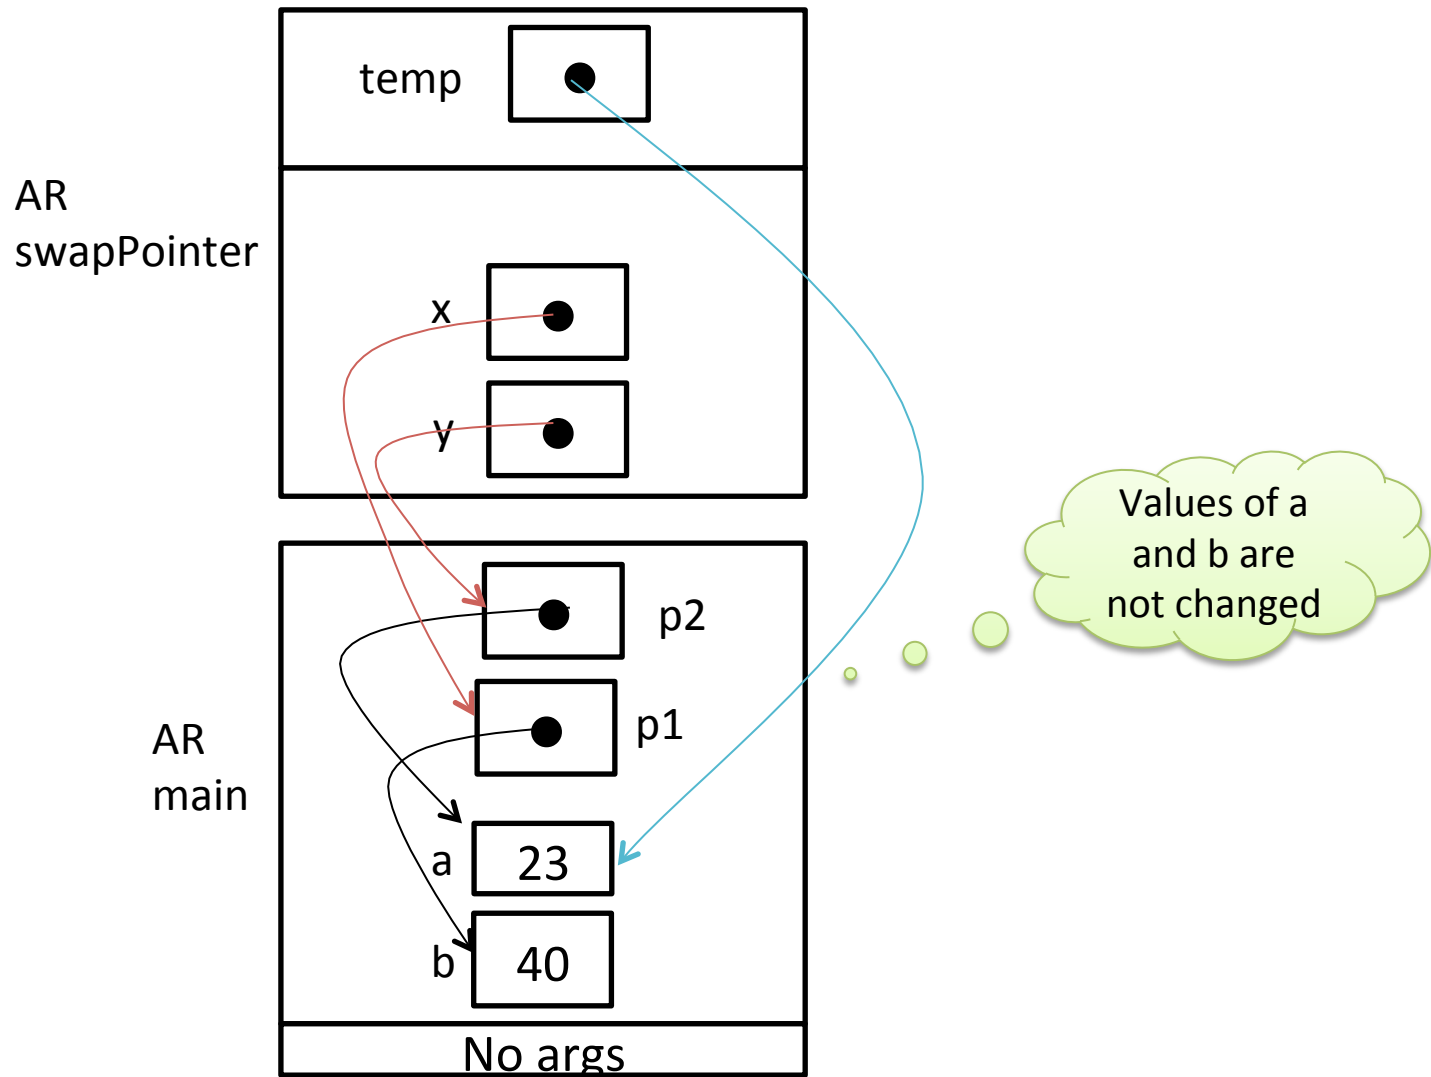 temp
AR
swapPointer
x
y
Values of a
and b are
not changed
p2
p1
AR
main
a
23
b
40
No args